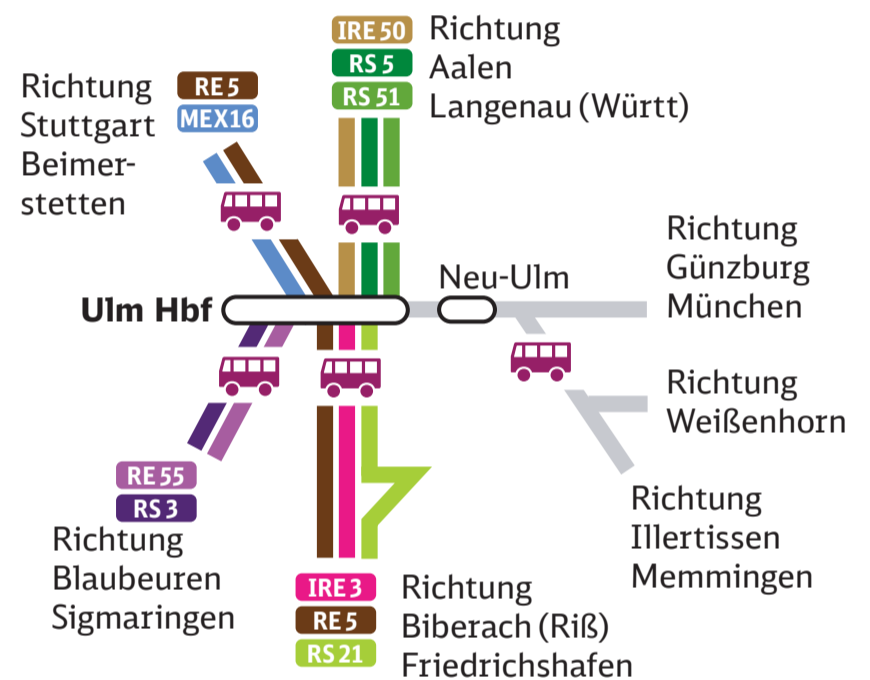 IRE 50
RS 5
RS 51
Richtung
Aalen
Langenau (Württ)
RE 5
MEX16
Richtung
Stuttgart
Beimer-
stetten
Richtung
Günzburg
München
Neu-Ulm
Ulm Hbf
Richtung
Weißenhorn
RE 55
RS 3
Richtung
Blaubeuren
Sigmaringen
Richtung
Illertissen
Memmingen
IRE 3
RE 5
RS 21
Richtung
Biberach (Riß)
Friedrichshafen